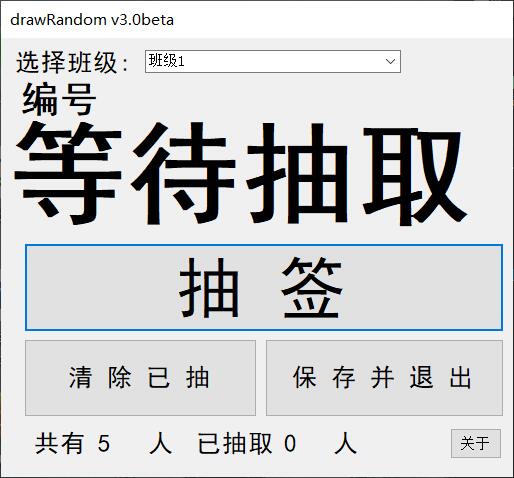 drawRandom v3.0beta
选择班级: 班级1
编号
等待抽取
抽 签
清 除 已 抽 保 存 并 退 出
共有 5 人 已抽取 0 人 关于